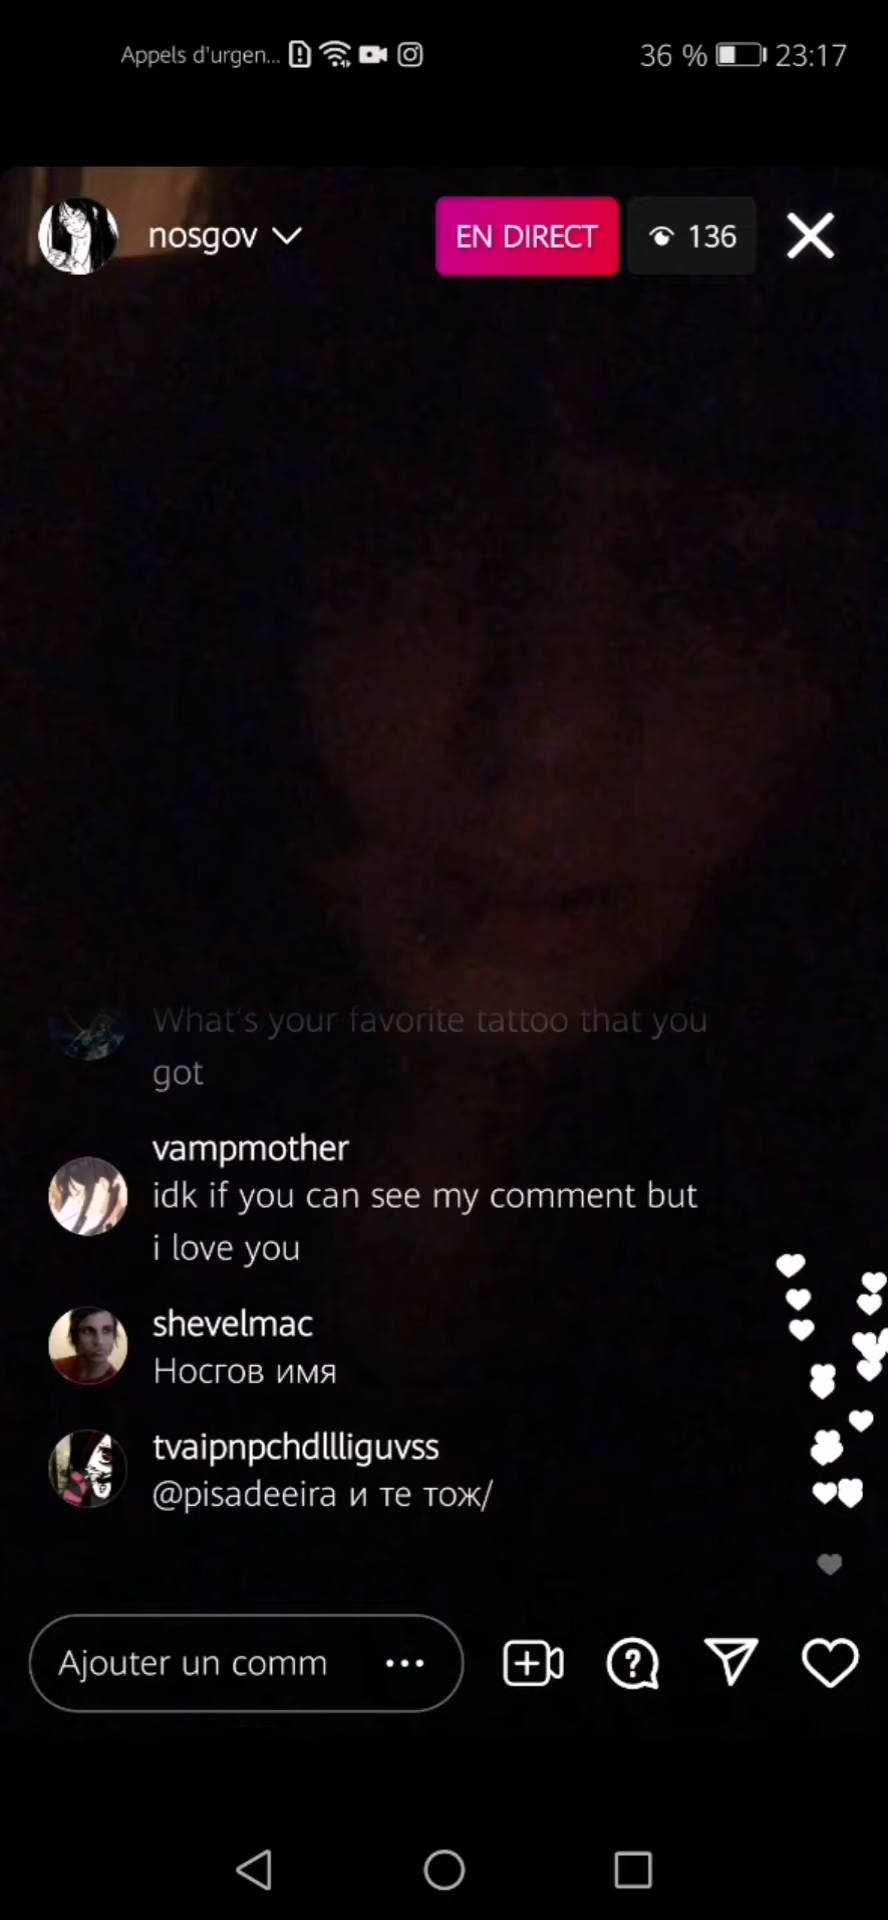 Appels d'urgen... 36 % 23:17
nosgov EN DIRECT 136
What's your favorite tattoo that you
got
vampmother
idk if you can see my comment but
i love you
shevelmac
Носгов имя
tvaipnpchdllliguvss
@pisadeeira и те тож/
Ajouter un comm